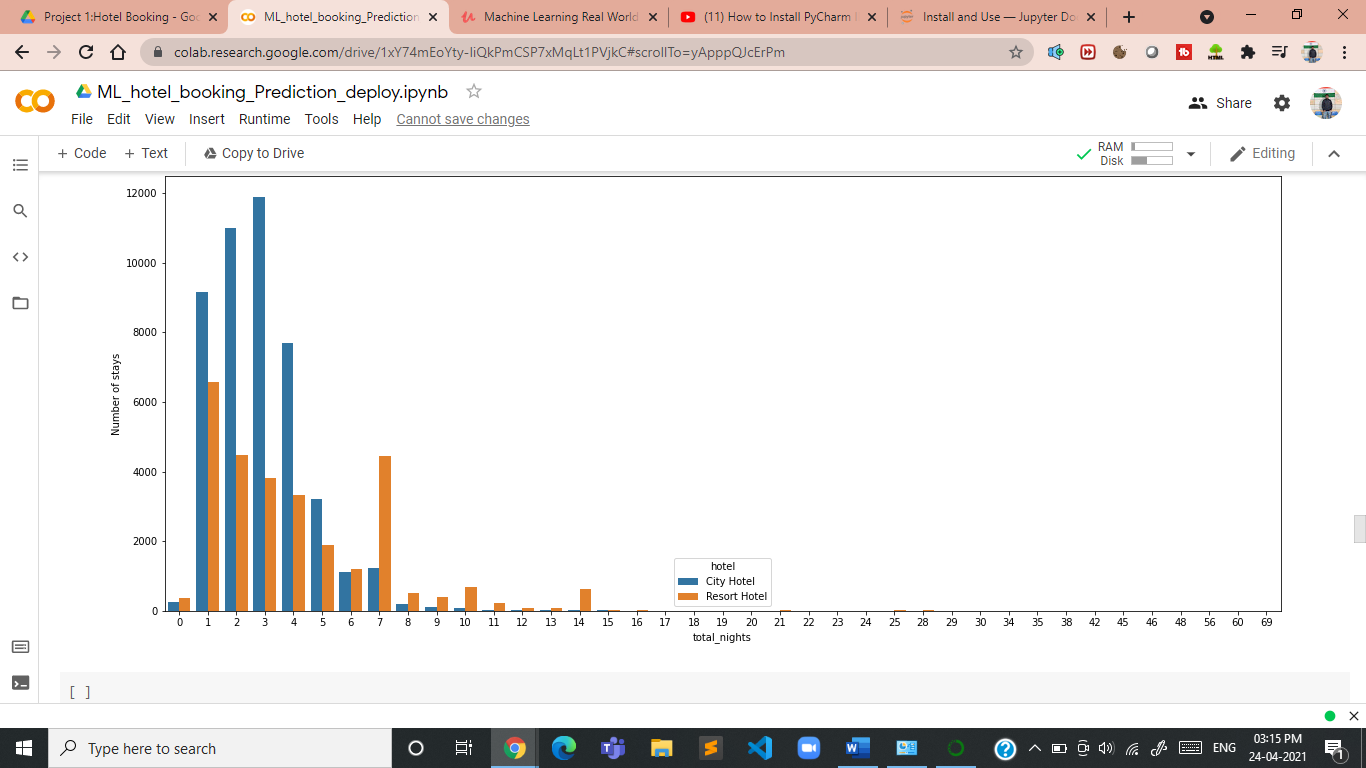 Project 1:Hotel Booking - Goo
ML_hotel_booking_Prediction
Machine Learning Real World
(11) How to Install PyCharm I
Install and Use — Jupyter Do
colab.research.google.com/drive/1xY74mEoYty-IiQkPmCSP7xMqLt1PVjkC#scrollTo=yApppQJcErPm
ML_hotel_booking_Prediction_deploy.ipynb
Share
File Edit View Insert Runtime Tools Help Cannot save changes
+ Code + Text Copy to Drive
RAM
Disk
Editing
12000
10000
8000
6000
4000
2000
0
Number of stays
hotel
City Hotel
Resort Hotel
0 1 2 3 4 5 6 7 8 9 10 11 12 13 14 15 16 17 18 19 20 21 22 23 24 25 28 29 30 34 35 38 42 45 46 48 56 60 69
total_nights
[ ]
Type here to search
ENG
03:15 PM
24-04-2021
1